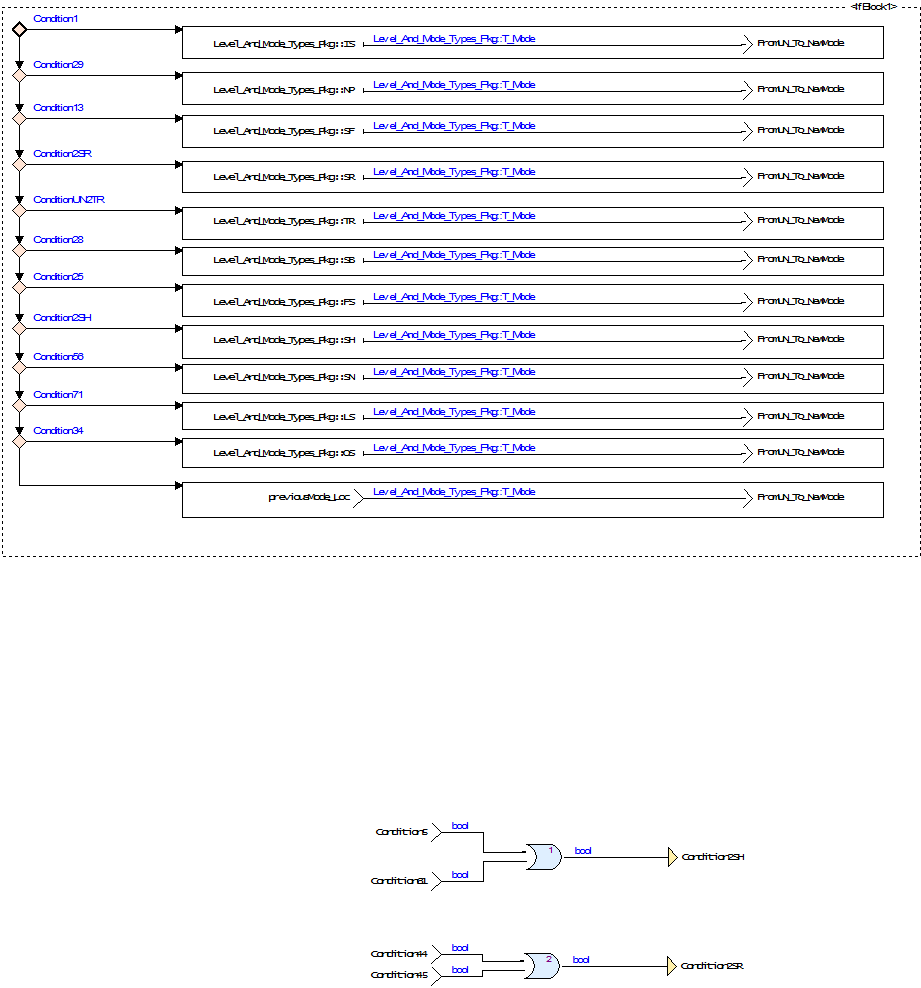 <IfBlock1>
Condition1
Level_And_Mode_Types_Pkg::IS Level_And_Mode_Types_Pkg::T_Mode FromUN_To_NewMode
Condition29
Level_And_Mode_Types_Pkg::NP Level_And_Mode_Types_Pkg::T_Mode FromUN_To_NewMode
Condition13
Level_And_Mode_Types_Pkg::SF Level_And_Mode_Types_Pkg::T_Mode FromUN_To_NewMode
Condition2SR
Level_And_Mode_Types_Pkg::SR Level_And_Mode_Types_Pkg::T_Mode FromUN_To_NewMode
ConditionUN2TR
Level_And_Mode_Types_Pkg::TR Level_And_Mode_Types_Pkg::T_Mode FromUN_To_NewMode
Condition28
Level_And_Mode_Types_Pkg::SB Level_And_Mode_Types_Pkg::T_Mode FromUN_To_NewMode
Condition25
Level_And_Mode_Types_Pkg::FS Level_And_Mode_Types_Pkg::T_Mode FromUN_To_NewMode
Condition2SH
Level_And_Mode_Types_Pkg::SH Level_And_Mode_Types_Pkg::T_Mode FromUN_To_NewMode
Condition56
Level_And_Mode_Types_Pkg::SN Level_And_Mode_Types_Pkg::T_Mode FromUN_To_NewMode
Condition71
Level_And_Mode_Types_Pkg::LS Level_And_Mode_Types_Pkg::T_Mode FromUN_To_NewMode
Condition34
Level_And_Mode_Types_Pkg::OS Level_And_Mode_Types_Pkg::T_Mode FromUN_To_NewMode
previousMode_Loc Level_And_Mode_Types_Pkg::T_Mode FromUN_To_NewMode
Condition5 bool
1 bool Condition2SH
Condition61 bool
Condition44 bool
2 bool Condition2SR
Condition45 bool